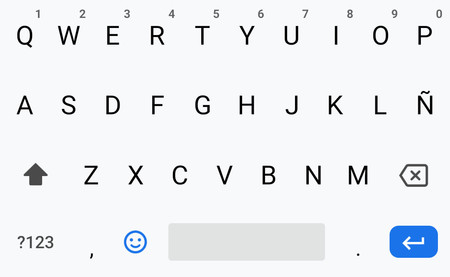 1 2 3 4 5 6 7 8 9 0
Q W E R T Y U I O P
A S D F G H J K L Ñ
Z X C V B N M
?123 , .